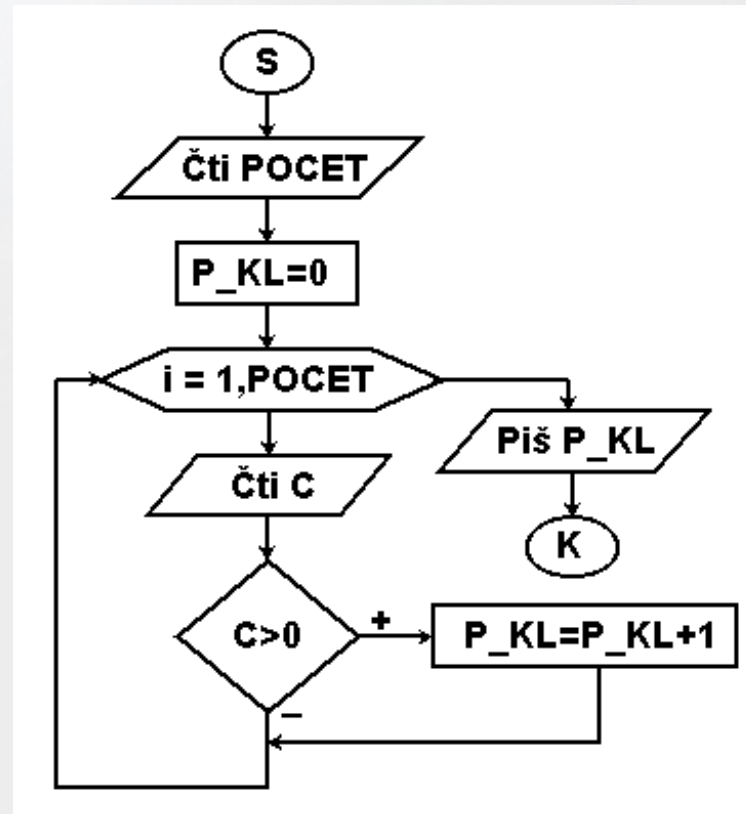 S
Čti POCET
P_KL=0
i = 1,POCET
Piš P_KL
Čti C
K
C>0
+
P_KL=P_KL+1
–